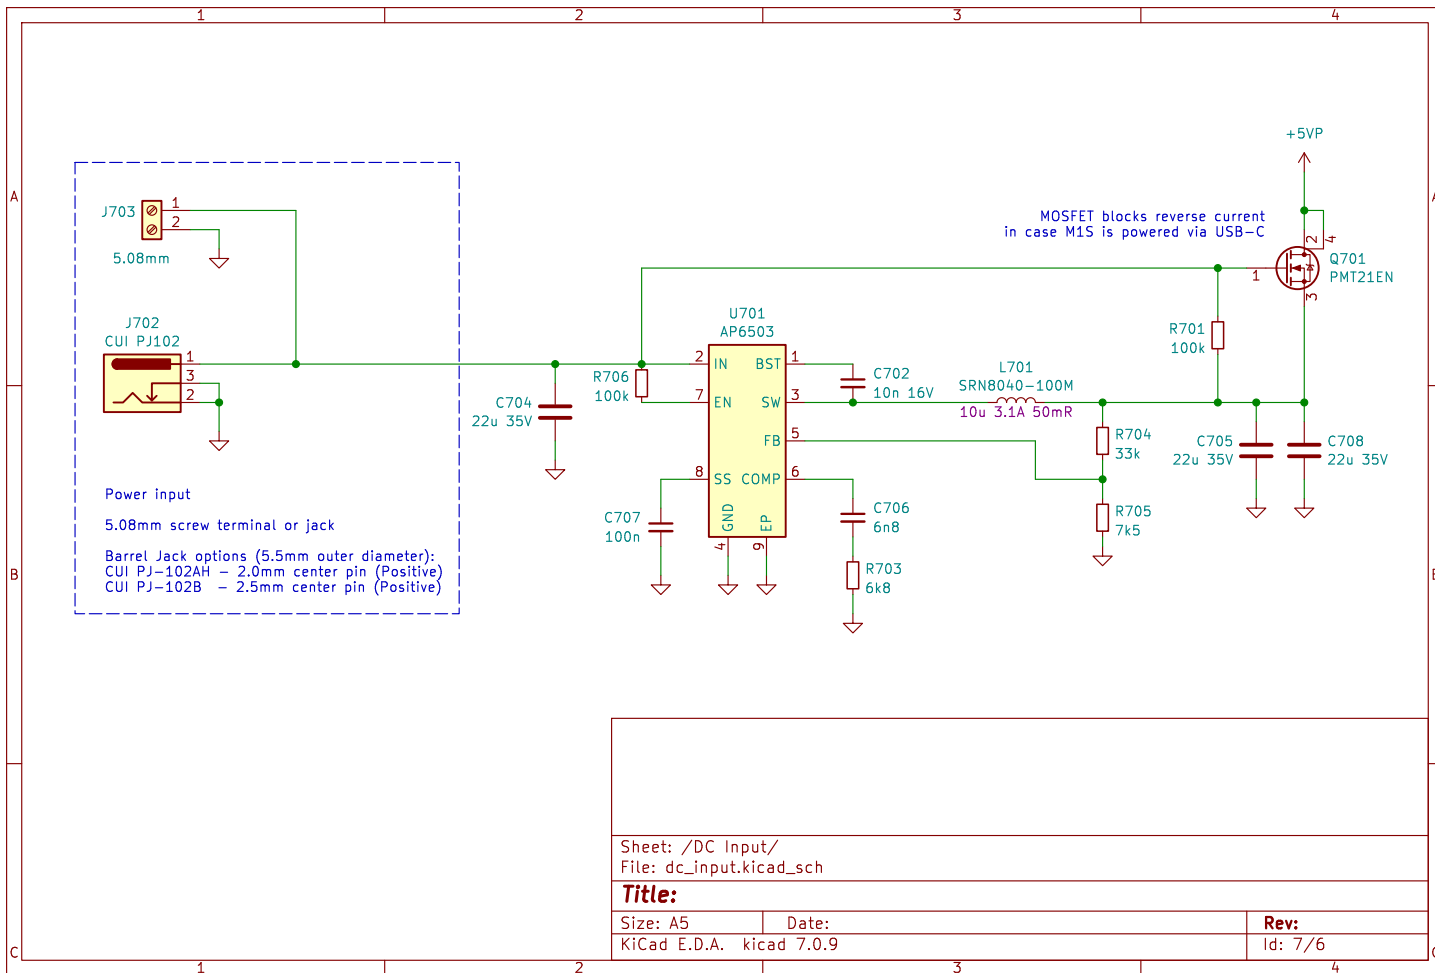 1 2 3 4
+5VP
A
A
J703
1
2
5.08mm
MOSFET blocks reverse current
in case M1S is powered via USB-C
2
4
Q701
PMT21EN
1
3
J702
CUI PJ102
1
3
2
U701
AP6503
R701
100k
2 IN
BST 1
R706
100k
C702
10n 16V
L701
SRN8040-100M
10u 3.1A 50mR
7 EN
SW 3
C704
22u 35V
FB 5
R704
33k
C705
22u 35V
C708
22u 35V
8 SS
COMP 6
Power input
5.08mm screw terminal or jack
Barrel Jack options (5.5mm outer diameter):
CUI PJ-102AH - 2.0mm center pin (Positive)
CUI PJ-102B - 2.5mm center pin (Positive)
C707
100n
GND
EP
4
9
C706
6n8
R705
7k5
R703
6k8
B
Sheet: /DC Input/
File: dc_input.kicad_sch
Title:
Size: A5
Date:
Rev:
KiCad E.D.A. kicad 7.0.9
Id: 7/6
C
1 2 3 4